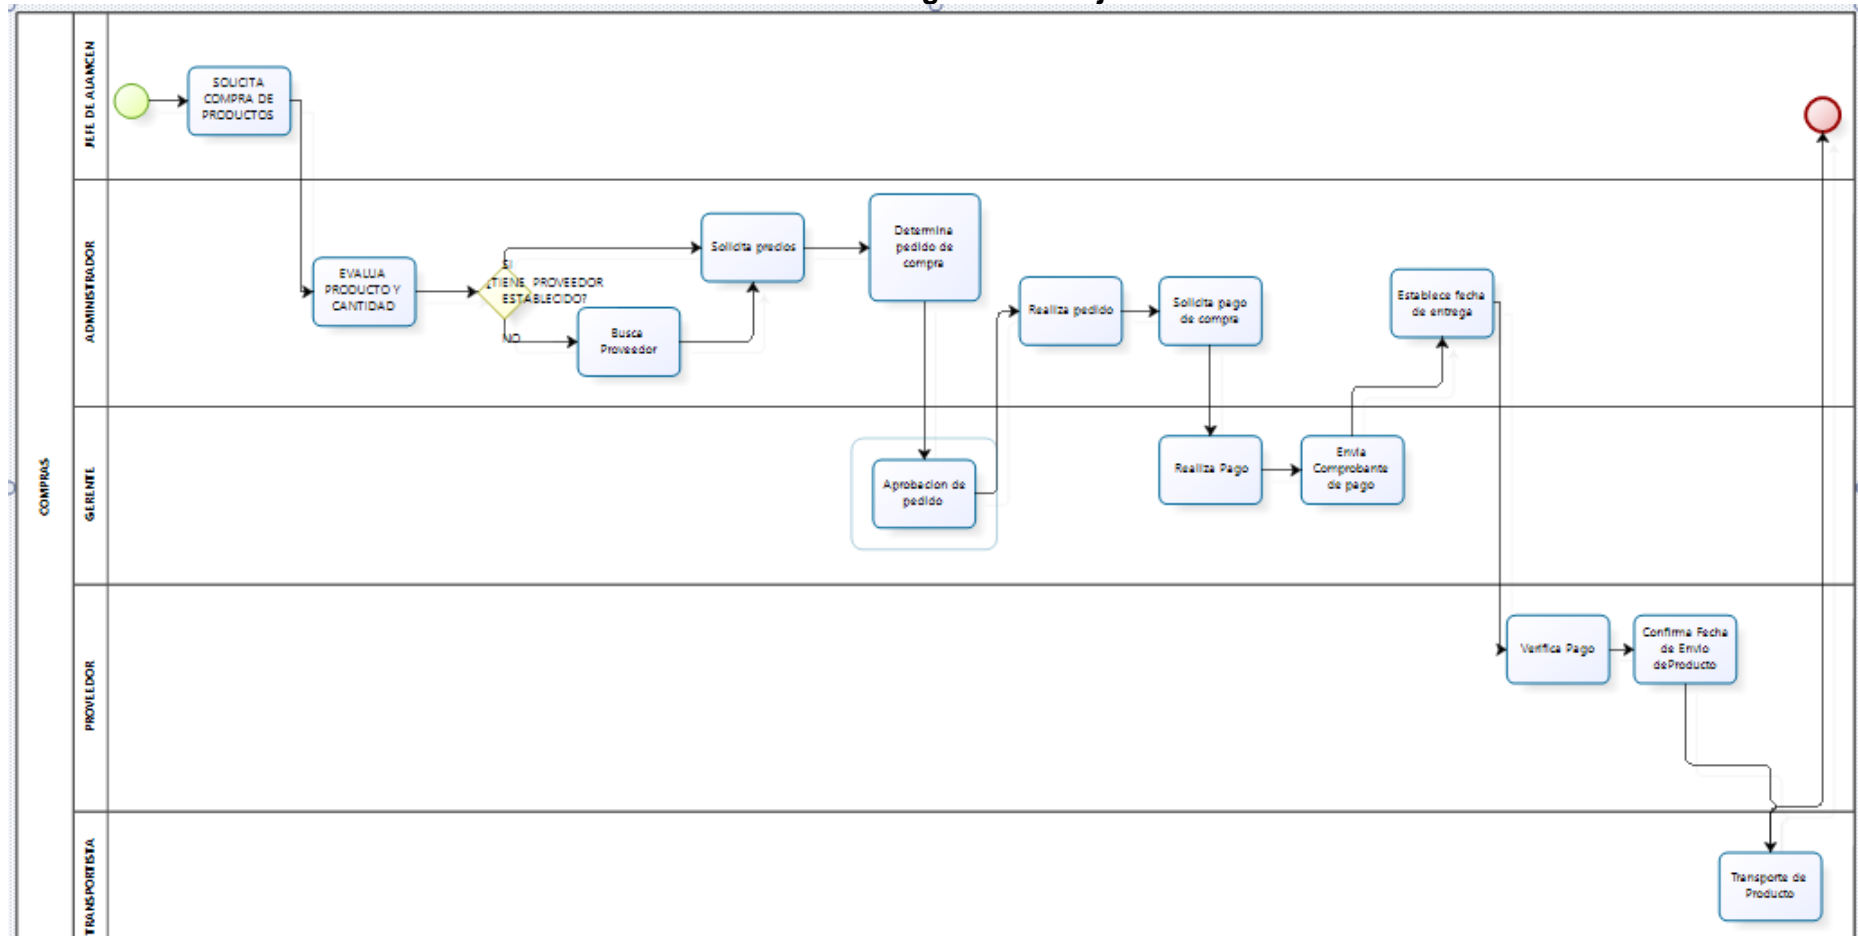 COMPRAS
JEFE DE ALAMCEN
SOLICITA
COMPRA DE
PRODUCTOS
ADMINISTRADOR
EVALUA
PRODUCTO Y
CANTIDAD
SI
¿TIENE PROVEEDOR
ESTABLECIDO?
NO
Busca
Proveedor
Solicita precios
Determina
pedido de
compra
Realiza pedido
Solicita pago
de compra
Establece fecha
de entrega
GERENTE
Aprobacion de
pedido
Realiza Pago
Envia
Comprobante
de pago
PROVEEDOR
Verifica Pago
Confirma Fecha
de Envio
deProducto
TRANSPORTISTA
Transporte de
Producto